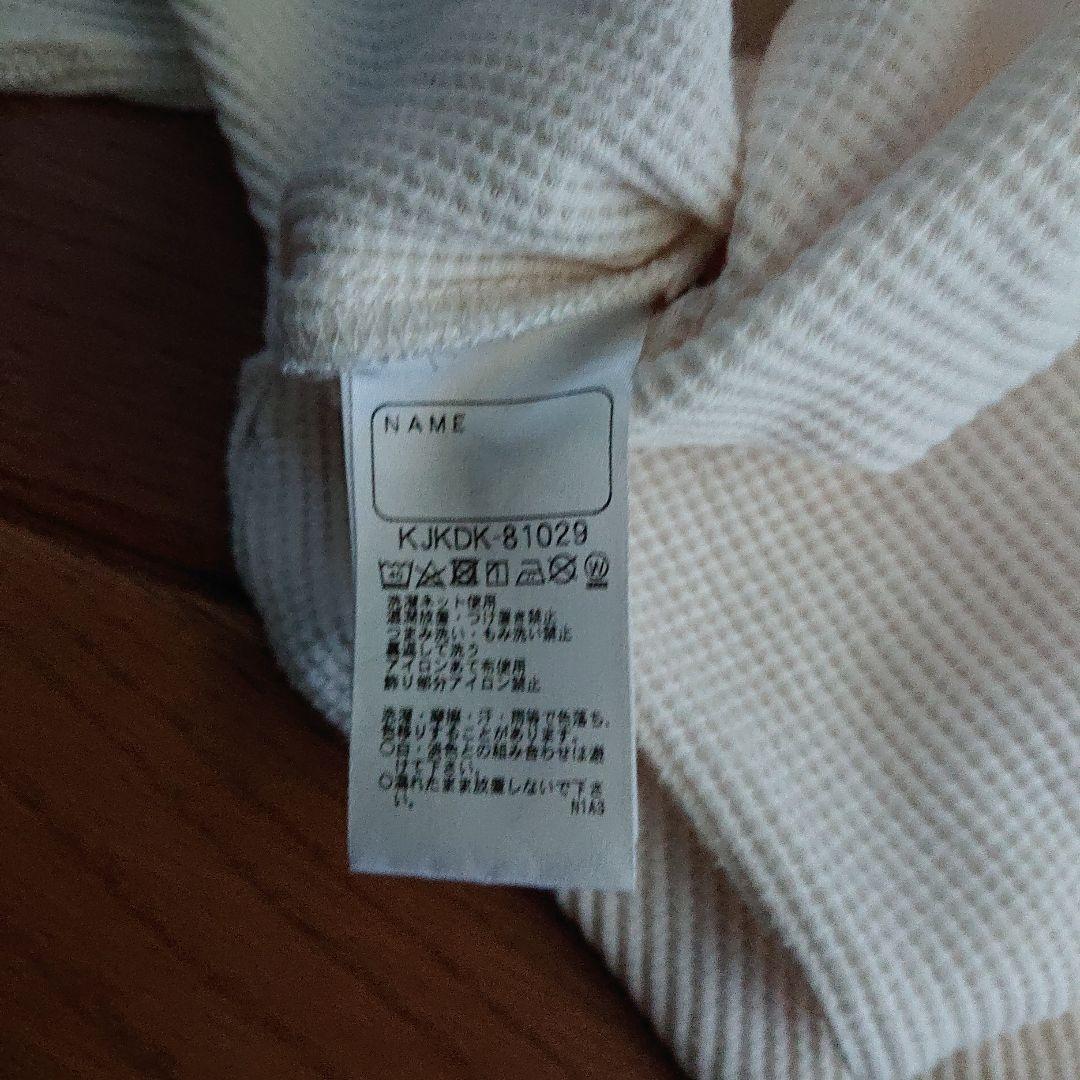 NAME
KJKDK-81029
洗濯ネット使用
濡濯放置・つけ置き禁止
つまみ洗い・もみ洗い禁止
裏返して洗う
アイロンあて布使用
飾り部分アイロン禁止
洗濯・摩擦・汗・雨等で色落ち、
色移りすることがあります。
○白・淡色との組み合わせは避
けて下さい。
○濡れたまま放置しないで下さ
い。
N1A3